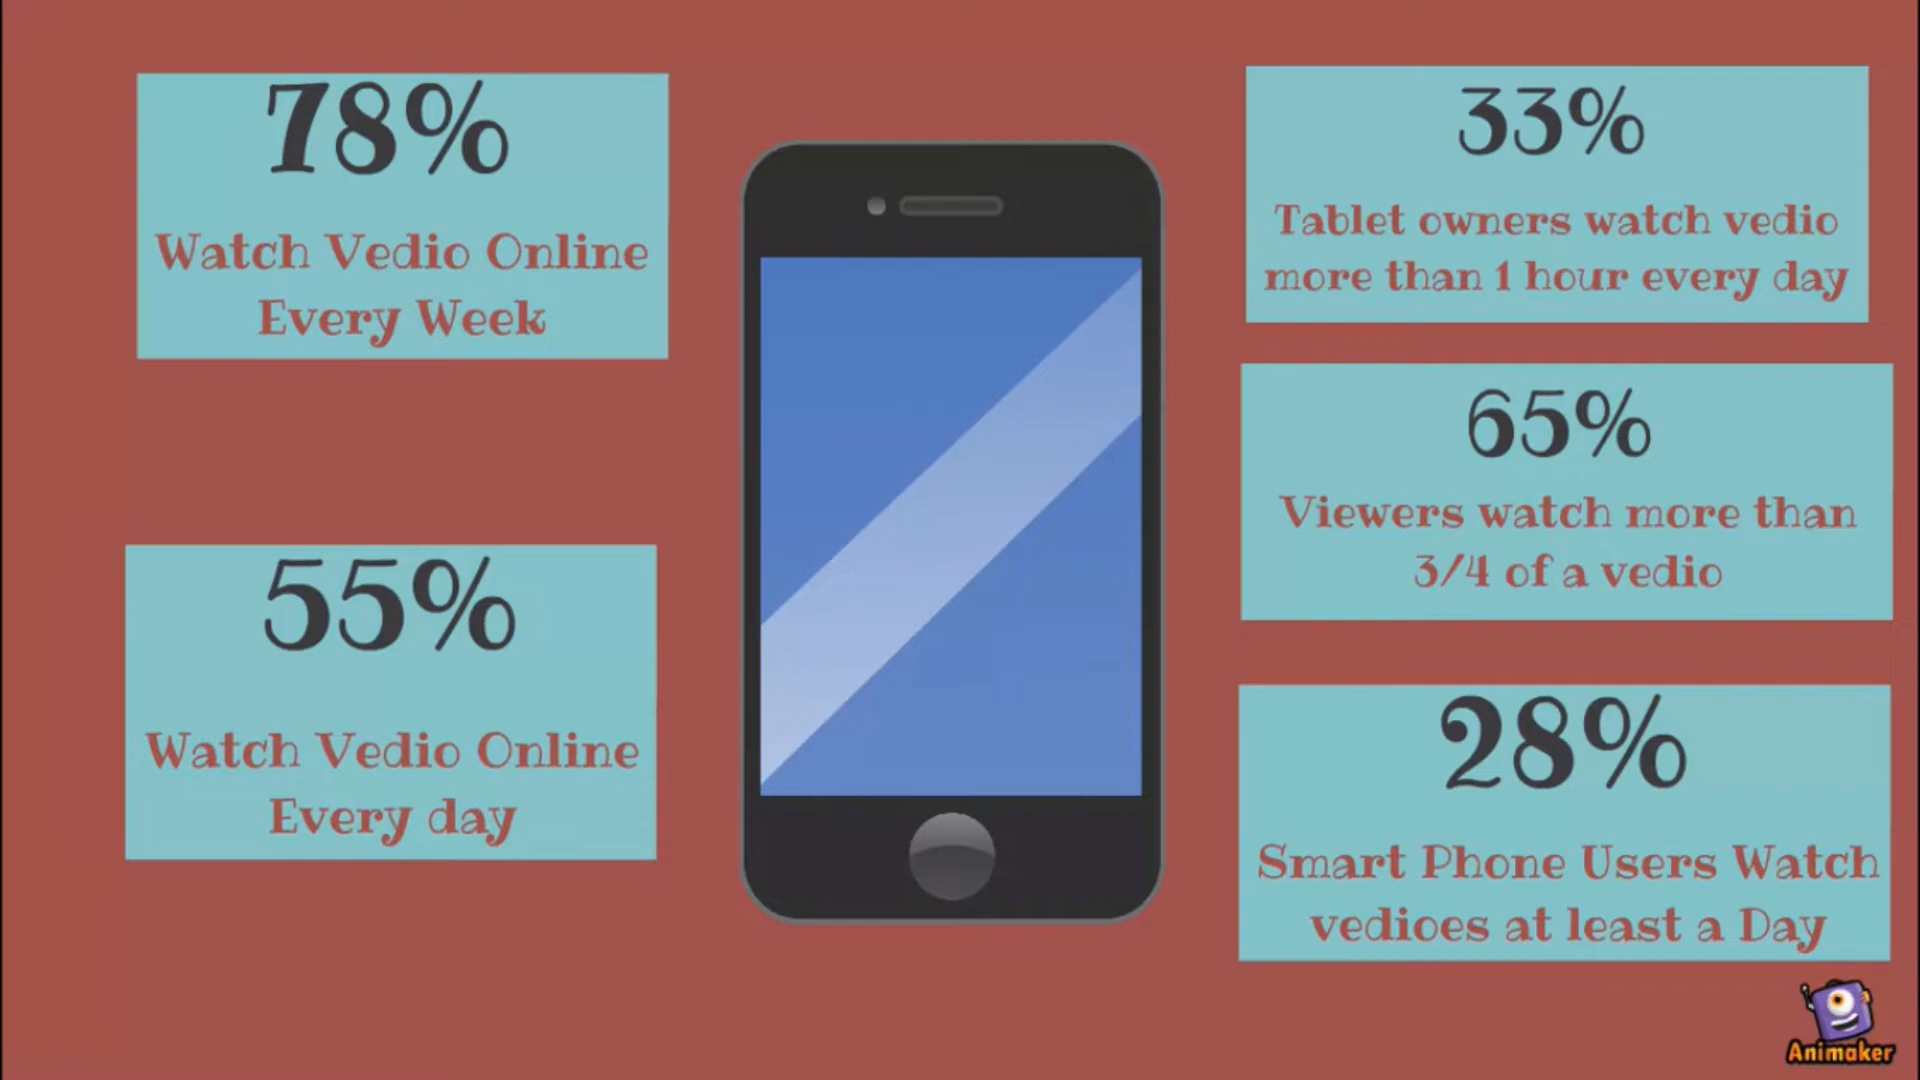 78%
Watch Vedio Online
Every Week
55%
Watch Vedio Online
Every day
33%
Tablet owners watch vedio
more than 1 hour every day
65%
Viewers watch more than
3/4 of a vedio
28%
Smart Phone Users Watch
vedioes at least a Day
Animaker